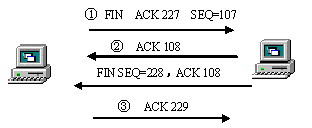 ① FIN ACK 227 SEQ=107
② ACK 108
FIN SEQ=228，ACK 108
③ ACK 229